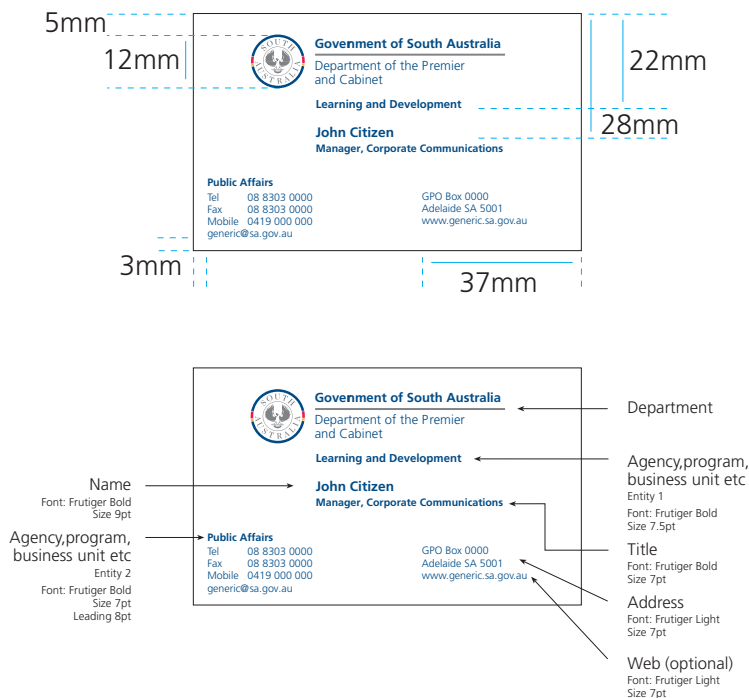 5mm
12mm
SOUTH
AUSTRALIA
Government of South Australia
Department of the Premier
and Cabinet
Learning and Development
John Citizen
Manager, Corporate Communications
22mm
28mm
Public Affairs
Tel 08 8303 0000
Fax 08 8303 0000
Mobile 0419 000 000
generic@sa.gov.au
GPO Box 0000
Adelaide SA 5001
www.generic.sa.gov.au
3mm
37mm
SOUTH
AUSTRALIA
Government of South Australia
Department of the Premier
and Cabinet
Learning and Development
John Citizen
Manager, Corporate Communications
Public Affairs
Tel 08 8303 0000
Fax 08 8303 0000
Mobile 0419 000 000
generic@sa.gov.au
GPO Box 0000
Adelaide SA 5001
www.generic.sa.gov.au
Name
Font: Frutiger Bold
Size 9pt
Agency,program,
business unit etc
Entity 2
Font: Frutiger Bold
Size 7pt
Leading 8pt
Department
Agency,program,
business unit etc
Entity 1
Font: Frutiger Bold
Size 7.5pt
Title
Font: Frutiger Bold
Size 7pt
Address
Font: Frutiger Light
Size 7pt
Web (optional)
Font: Frutiger Light
Size 7pt